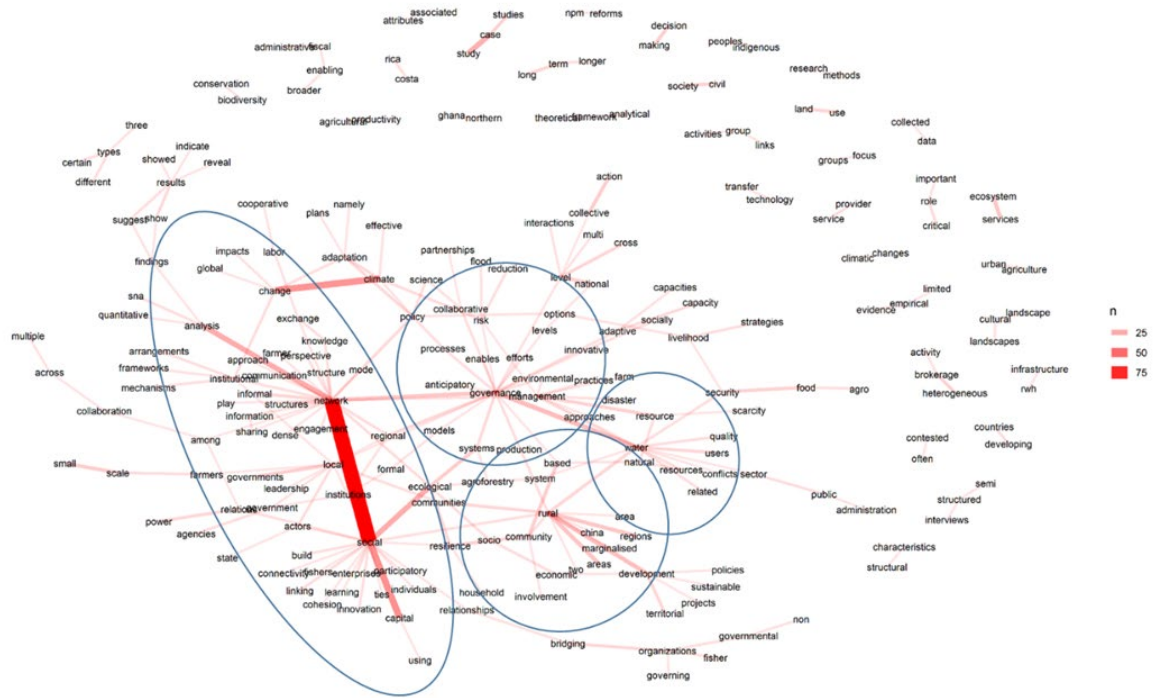 associated
studies
npm reforms
attributes
case
decision
study
making
peoples
indigenous
administrative
fiscal
rica
longer
term
long
enabling
costa
research
methods
conservation
broader
society civil
biodiversity
land use
three
agricultural
productivity
ghana
northern
theoretical
framework
analytical
collected
activities group
links
data
types
indicate
showed
reveal
certain
groups focus
different
results
action
important
transfer
technology
role
ecosystem
cooperative
namely
plans
collective
provider
service
services
suggest
show
effective
interactions
multi
critical
impacts
labor
adaptation
partnerships
cross
findings
global
flood
reduction
climatic
changes
urban
agriculture
change
climate
science
level
national
capacities
limited
sna
collaborative
options
capacity
empirical
evidence
quantitative
analysis
exchange
policy
risk
socially
strategies
cultural
landscape
multiple
levels
adaptive
livelihood
knowledge
landscapes
arrangements
farmer
perspective
processes
enables
efforts
innovative
activity
approach
across
frameworks
institutional
communication
structure
mode
environmental
practices
farm
brokerage
infrastructure
mechanisms
informal
anticipatory
governance
management
disaster
security
food
agro
heterogeneous
rwh
play
structures
network
collaboration
information
approaches
resource
scarcity
sharing
dense
engagement
regional
models
countries
among
quality
contested
developing
systems
production
water
users
often
small
scale
local
formal
based
natural
resources
conflicts
sector
farmers
governments
system
leadership
institutions
ecological
agroforestry
related
semi
public
structured
communities
administration
relations
government
rural
area
power
interviews
actors
agencies
china
regions
social
resilience
socio
community
marginalised
characteristics
state
build
areas
structural
connectivity
fishers
enterprises
participatory
two
economic
development
policies
linking
learning
ties
individuals
household
involvement
sustainable
cohesion
innovation
projects
capital
relationships
territorial
non
governmental
bridging
organizations
using
fisher
governing
n
25
50
75